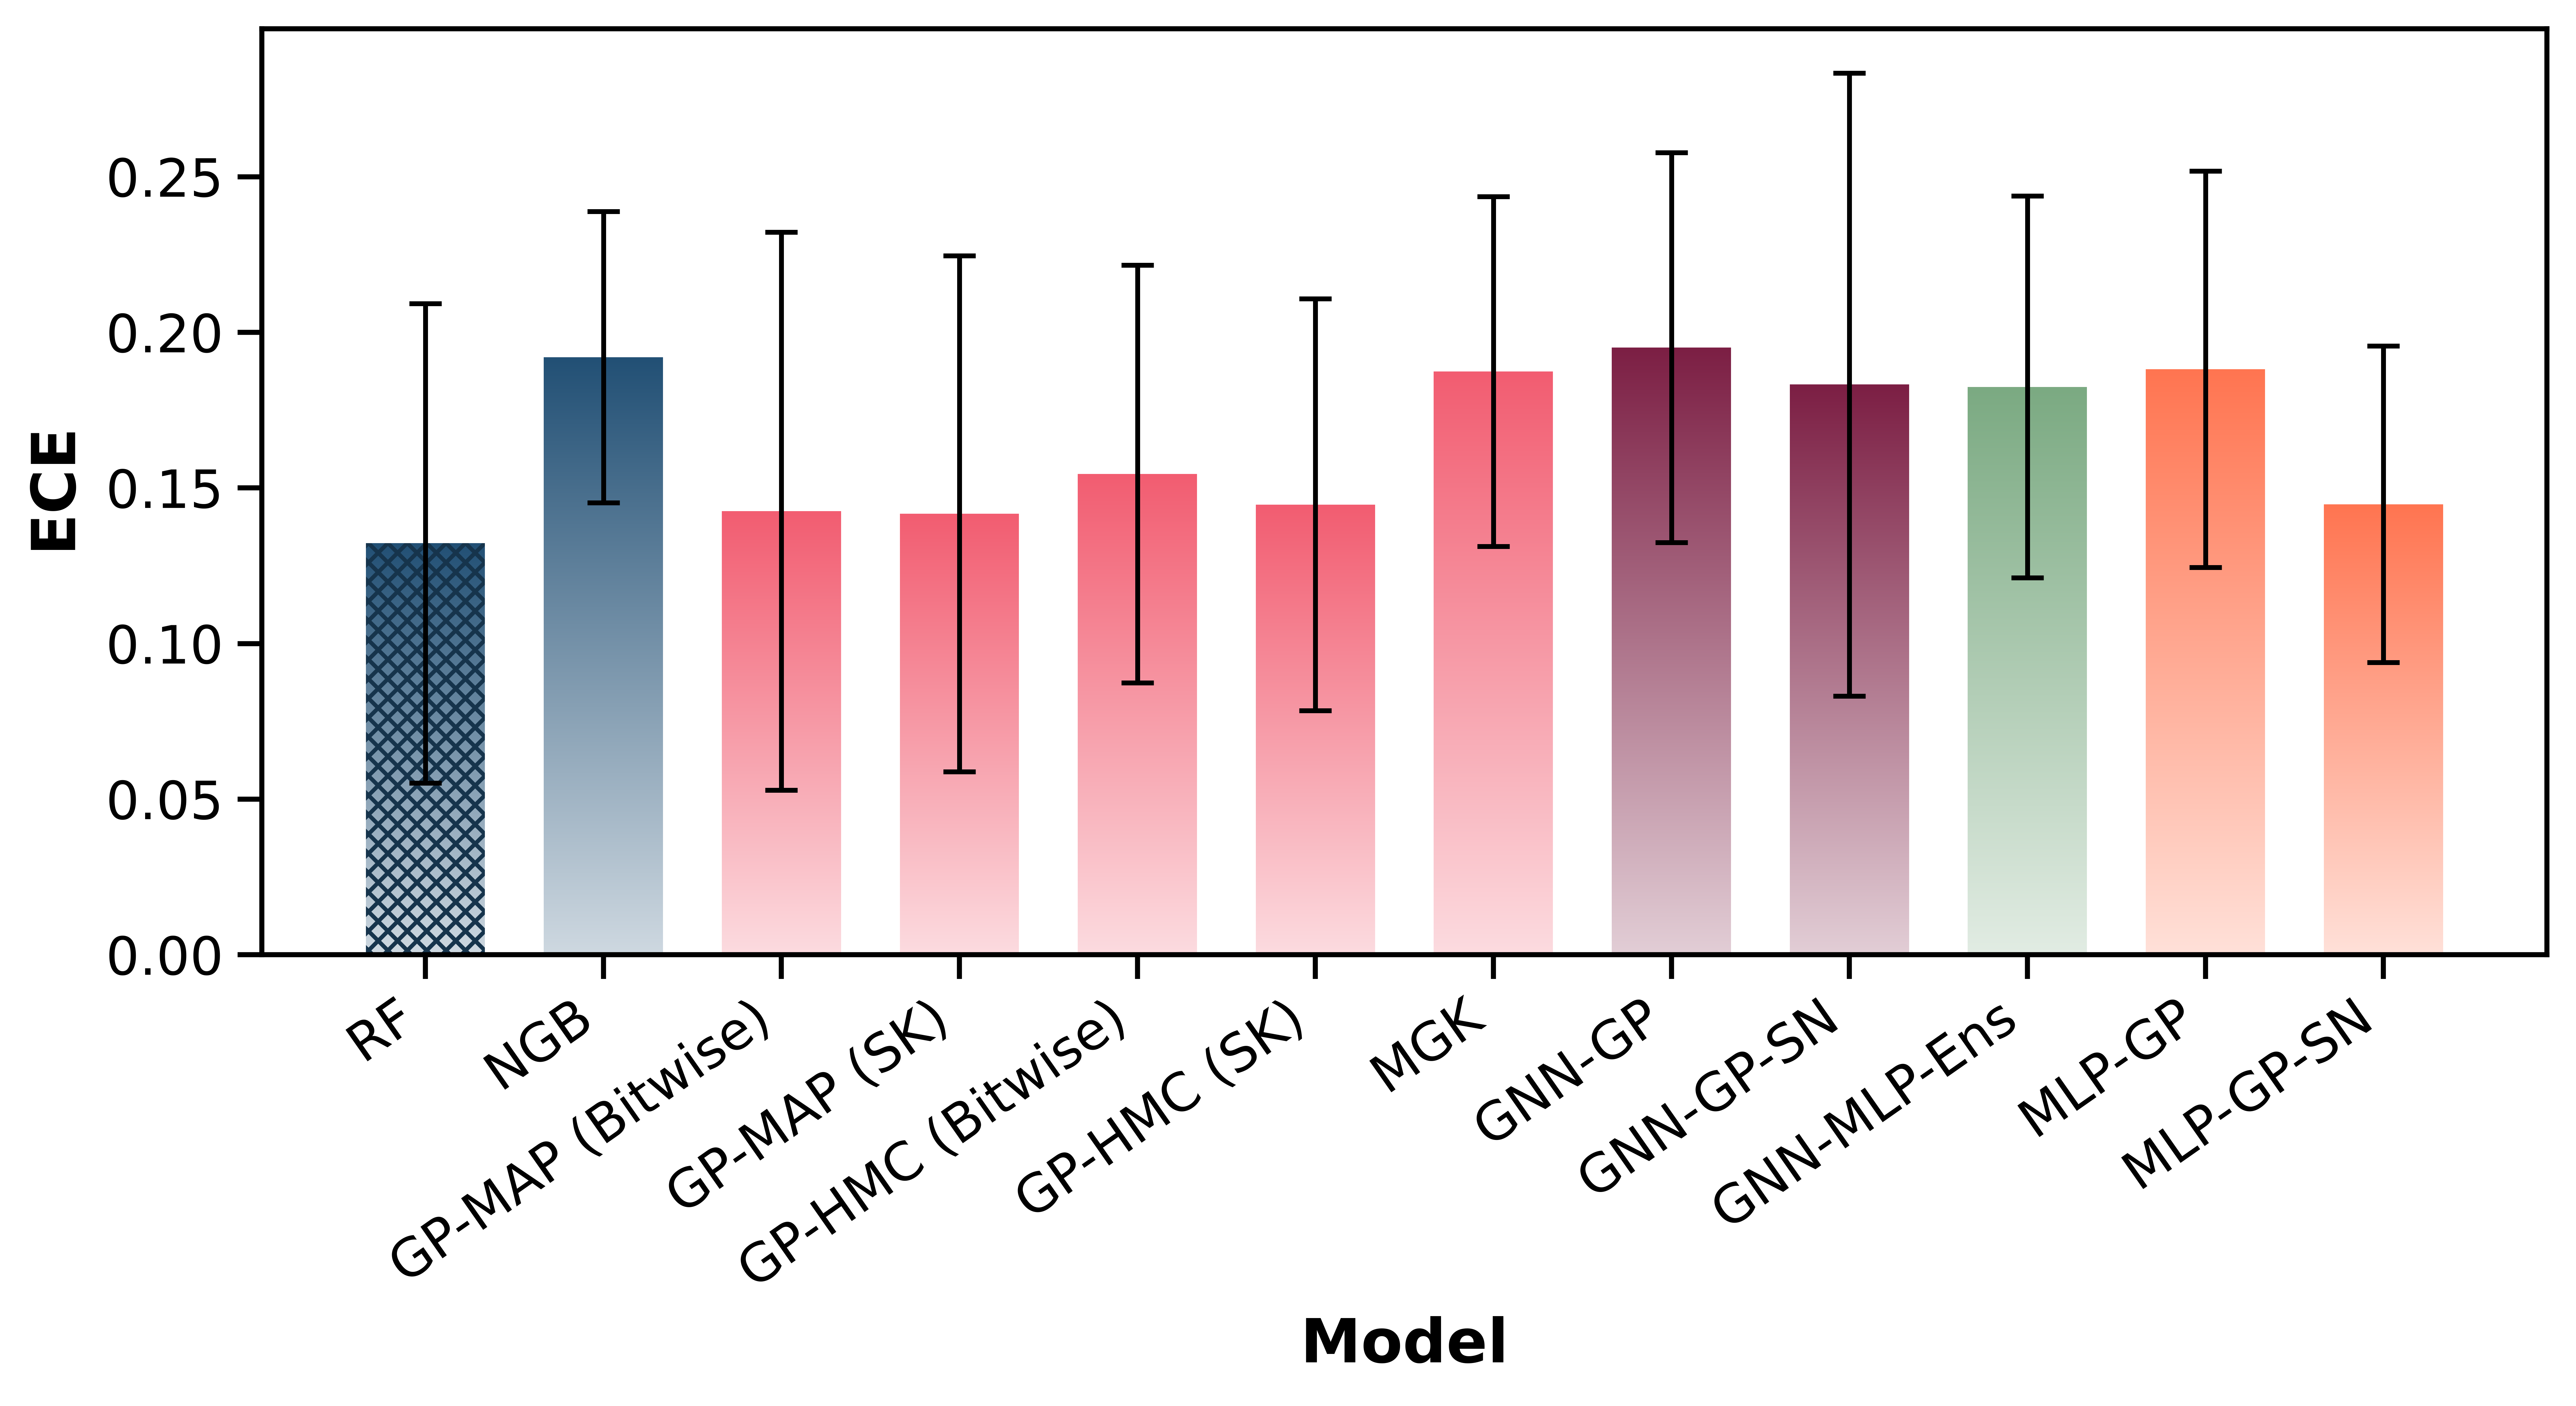 ECE
0.25
0.20
0.15
0.10
0.05
0.00
RF
NGB
GP-MAP (Bitwise)
GP-MAP (SK)
GP-HMC (Bitwise)
GP-HMC (SK)
MGK
GNN-GP
GNN-GP-SN
GNN-MLP-Ens
MLP-GP
MLP-GP-SN
Model